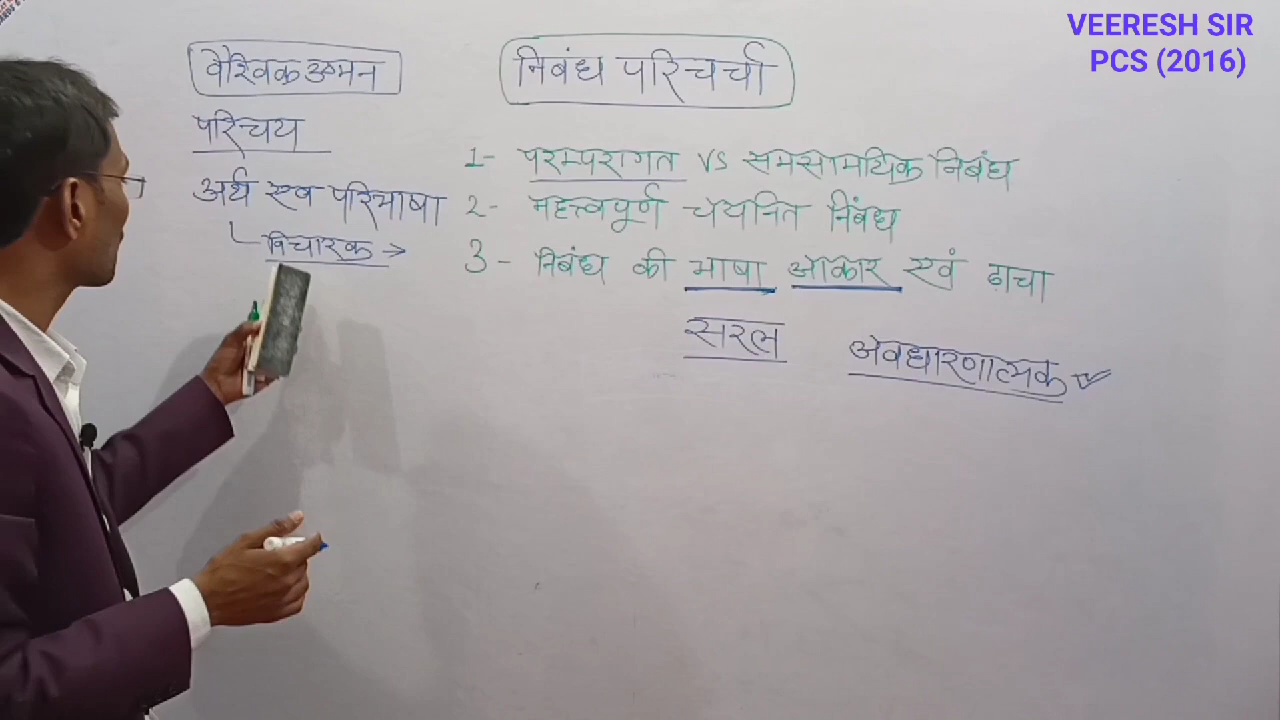 VEERESH SIR
PCS (2016)
वैश्विक ऊष्मन
परिचय
अर्थ एवं परिभाषा
विचारक →
निबंध परिचर्चा
1- परम्परागत VS समसामयिक निबंध
2- महत्त्वपूर्ण चयनित निबंध
3- निबंध की भाषा आकार एवं ढ़ाचा
सरल अवधारणात्मक